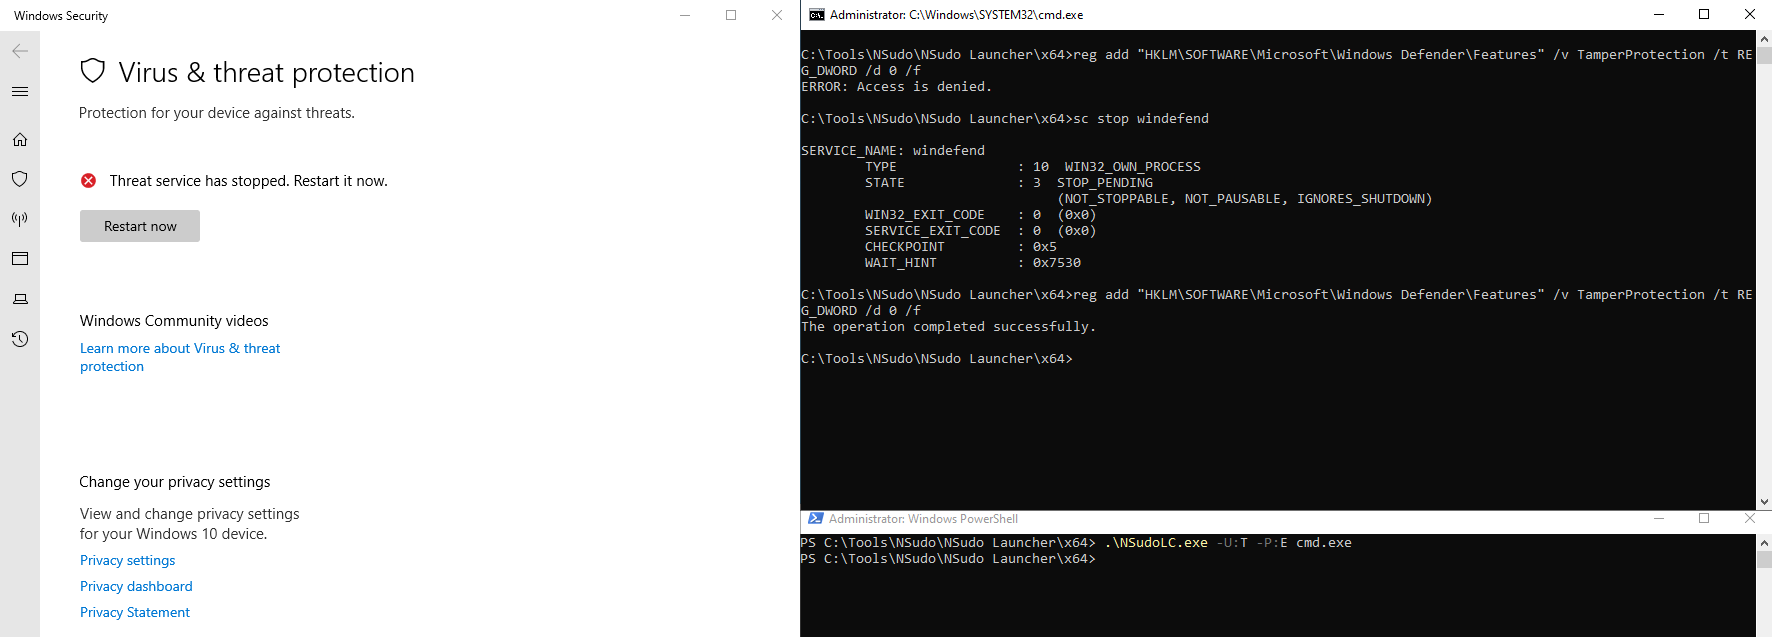 Windows Security
Virus & threat protection
Protection for your device against threats.
Threat service has stopped. Restart it now.
Restart now
Windows Community videos
Learn more about Virus & threat
protection
Change your privacy settings
View and change privacy settings
for your Windows 10 device.
Privacy settings
Privacy dashboard
Privacy Statement
Administrator: C:\Windows\SYSTEM32\cmd.exe
C:\Tools\NSudo\NSudo Launcher\x64>reg add "HKLM\SOFTWARE\Microsoft\Windows Defender\Features" /v TamperProtection /t RE
G_DWORD /d 0 /f
ERROR: Access is denied.
C:\Tools\NSudo\NSudo Launcher\x64>sc stop windefend
SERVICE_NAME: windefend
TYPE : 10 WIN32_OWN_PROCESS
STATE : 3 STOP_PENDING
(NOT_STOPPABLE, NOT_PAUSABLE, IGNORES_SHUTDOWN)
WIN32_EXIT_CODE : 0 (0x0)
SERVICE_EXIT_CODE : 0 (0x0)
CHECKPOINT : 0x5
WAIT_HINT : 0x7530
C:\Tools\NSudo\NSudo Launcher\x64>reg add "HKLM\SOFTWARE\Microsoft\Windows Defender\Features" /v TamperProtection /t RE
G_DWORD /d 0 /f
The operation completed successfully.
C:\Tools\NSudo\NSudo Launcher\x64>
Administrator: Windows PowerShell
PS C:\Tools\NSudo\NSudo Launcher\x64> .\NSudoLC.exe -U:T -P:E cmd.exe
PS C:\Tools\NSudo\NSudo Launcher\x64>